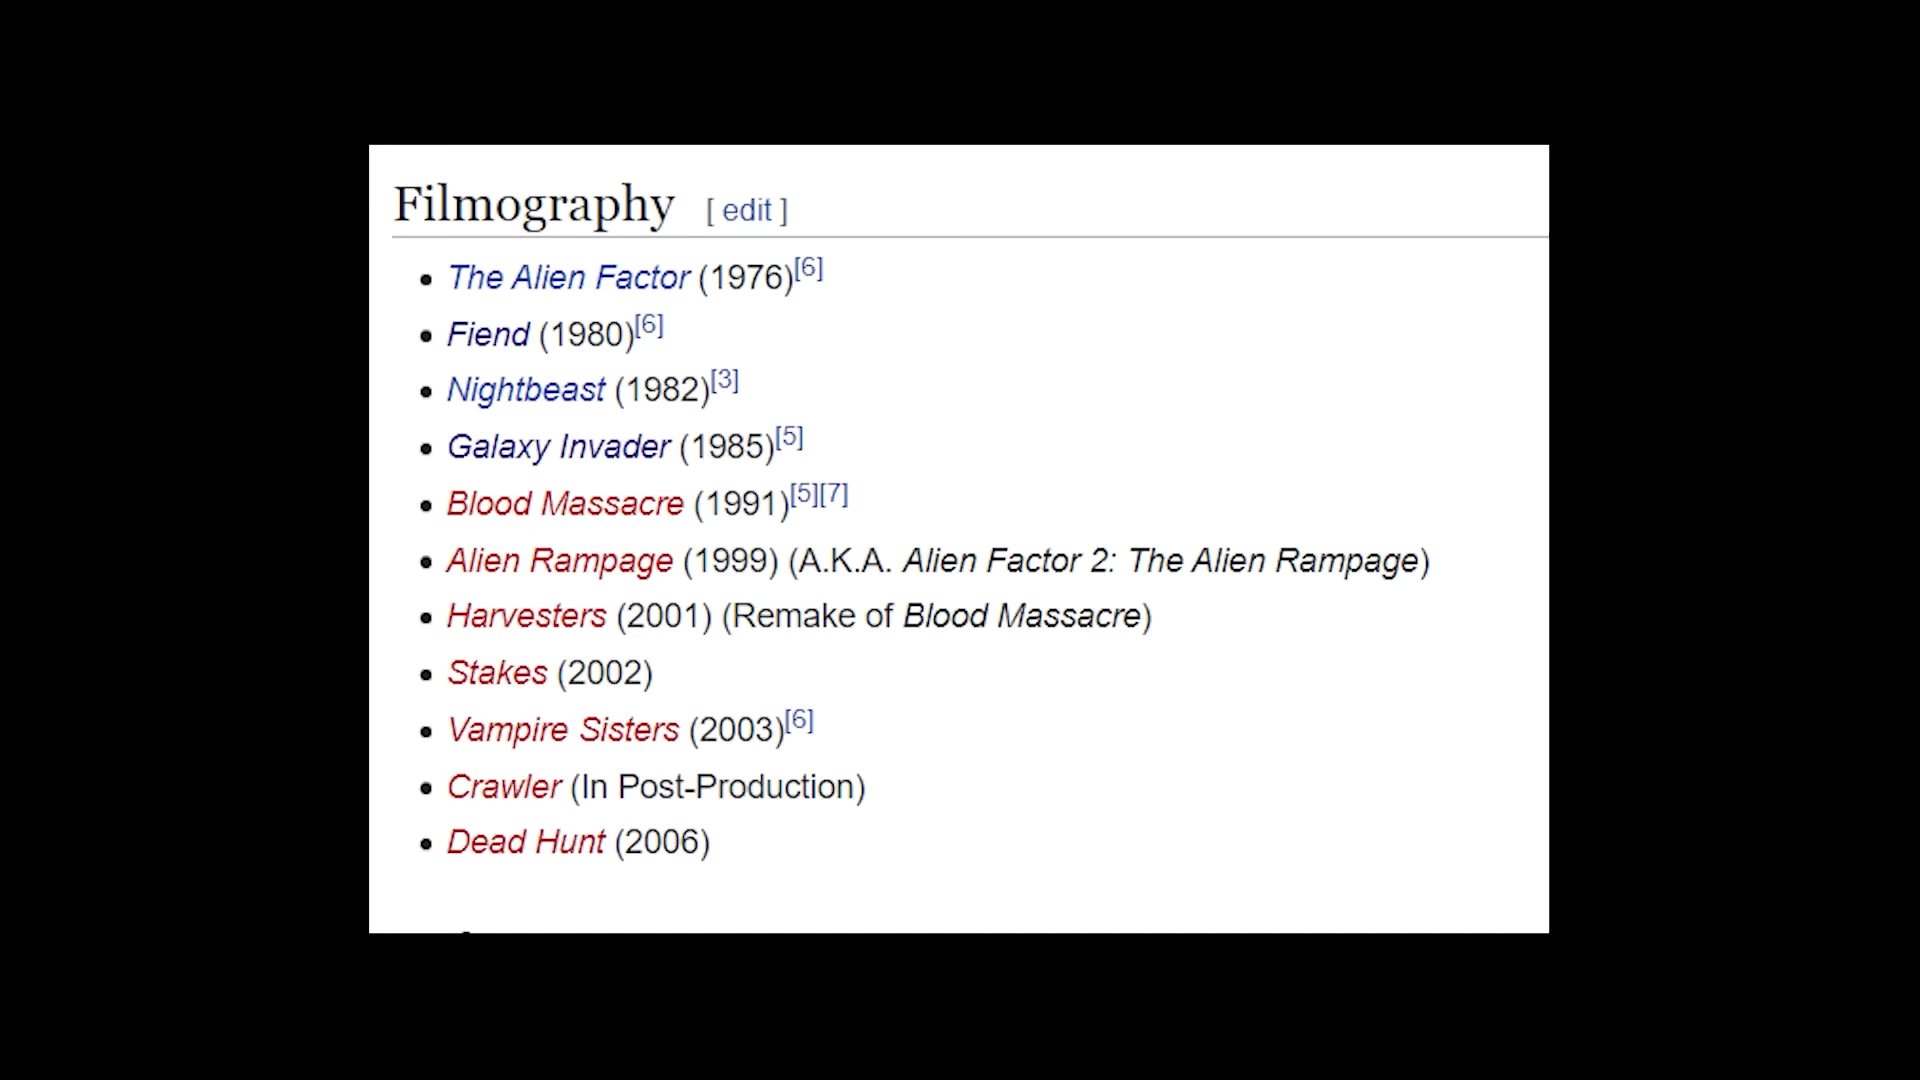 Filmography [ edit ]
• The Alien Factor (1976)[6]
• Fiend (1980)[6]
• Nightbeast (1982)[3]
• Galaxy Invader (1985)[5]
• Blood Massacre (1991)[5][7]
• Alien Rampage (1999) (A.K.A. Alien Factor 2: The Alien Rampage)
• Harvesters (2001) (Remake of Blood Massacre)
• Stakes (2002)
• Vampire Sisters (2003)[6]
• Crawler (In Post-Production)
• Dead Hunt (2006)